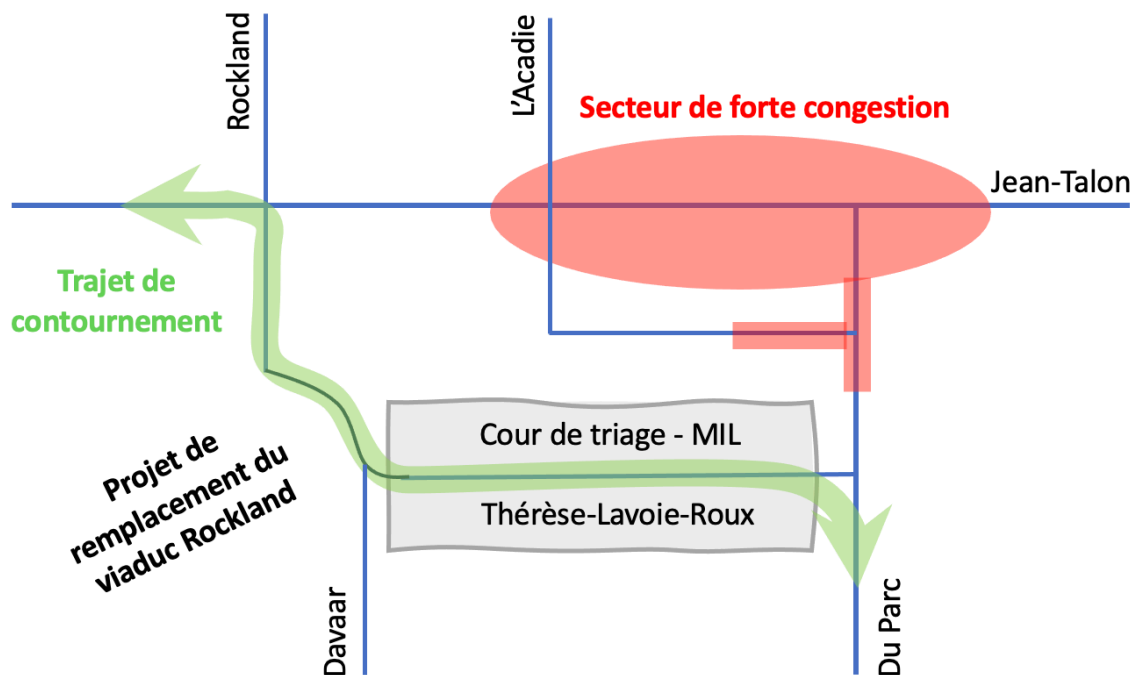 Rockland
L'Acadie
Secteur de forte congestion
Jean-Talon
Trajet de
contournement
Cour de triage - MIL
Thérèse-Lavoie-Roux
Projet de
remplacement du
viaduc Rockland
Davaar
Du Parc